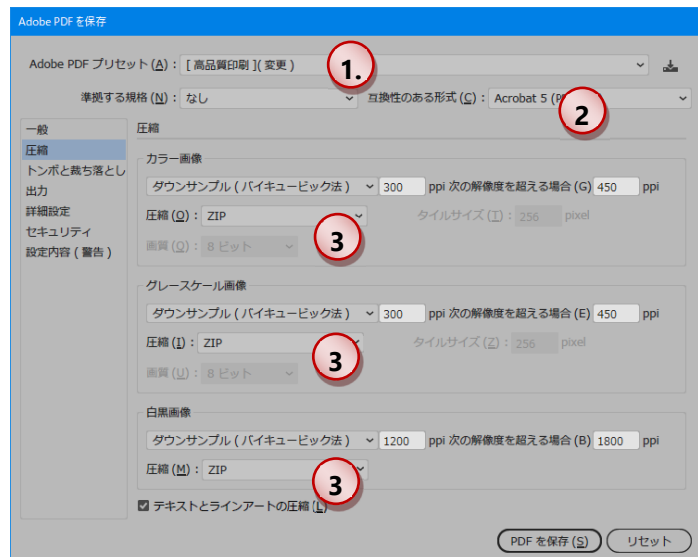 Adobe PDF を保存
Adobe PDF プリセット (A) : [ 高品質印刷 ]( 変更 )
1.
準拠する規格 (N) : なし 互換性のある形式 (C) : Acrobat 5
2
一般
圧縮
トンボと裁ち落とし
出力
詳細設定
セキュリティ
設定内容 ( 警告 )
圧縮
カラー画像
ダウンサンプル ( バイキュービック法 ) 300 ppi 次の解像度を超える場合 (G) 450 ppi
圧縮 (O) : ZIP タイルサイズ (T) : 256 pixel
3
画質 (Q) : 8 ビット
グレースケール画像
ダウンサンプル ( バイキュービック法 ) 300 ppi 次の解像度を超える場合 (E) 450 ppi
圧縮 (I) : ZIP タイルサイズ (Z) : 256 pixel
3
画質 (U) : 8 ビット
白黒画像
ダウンサンプル ( バイキュービック法 ) 1200 ppi 次の解像度を超える場合 (B) 1800 ppi
圧縮 (M) : ZIP
3
テキストとラインアートの圧縮 (L)
PDF を保存 (S) リセット